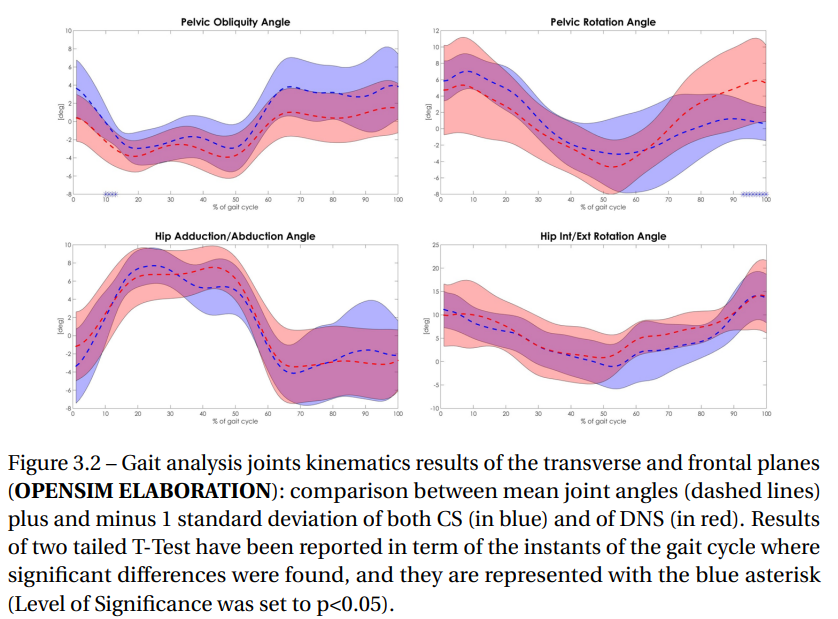 Pelvic Obliquity Angle
10
8
6
4
2
0
-2
-4
-6
-8
[deg]
0 10 20 30 40 50 60 70 80 90 100
% of gait cycle
Pelvic Rotation Angle
12
10
8
6
4
2
0
-2
-4
-6
-8
[deg]
0 10 20 30 40 50 60 70 80 90 100
% of gait cycle
Hip Adduction/Abduction Angle
10
8
6
4
2
0
-2
-4
-6
-8
[deg]
0 10 20 30 40 50 60 70 80 90 100
% of gait cycle
Hip Int/Ext Rotation Angle
25
20
15
10
5
0
-5
-10
[deg]
0 10 20 30 40 50 60 70 80 90 100
% of gait cycle
Figure 3.2 – Gait analysis joints kinematics results of the transverse and frontal planes
(OPENSIM ELABORATION): comparison between mean joint angles (dashed lines)
plus and minus 1 standard deviation of both CS (in blue) and of DNS (in red). Results
of two tailed T-Test have been reported in term of the instants of the gait cycle where
significant differences were found, and they are represented with the blue asterisk
(Level of Significance was set to p<0.05).